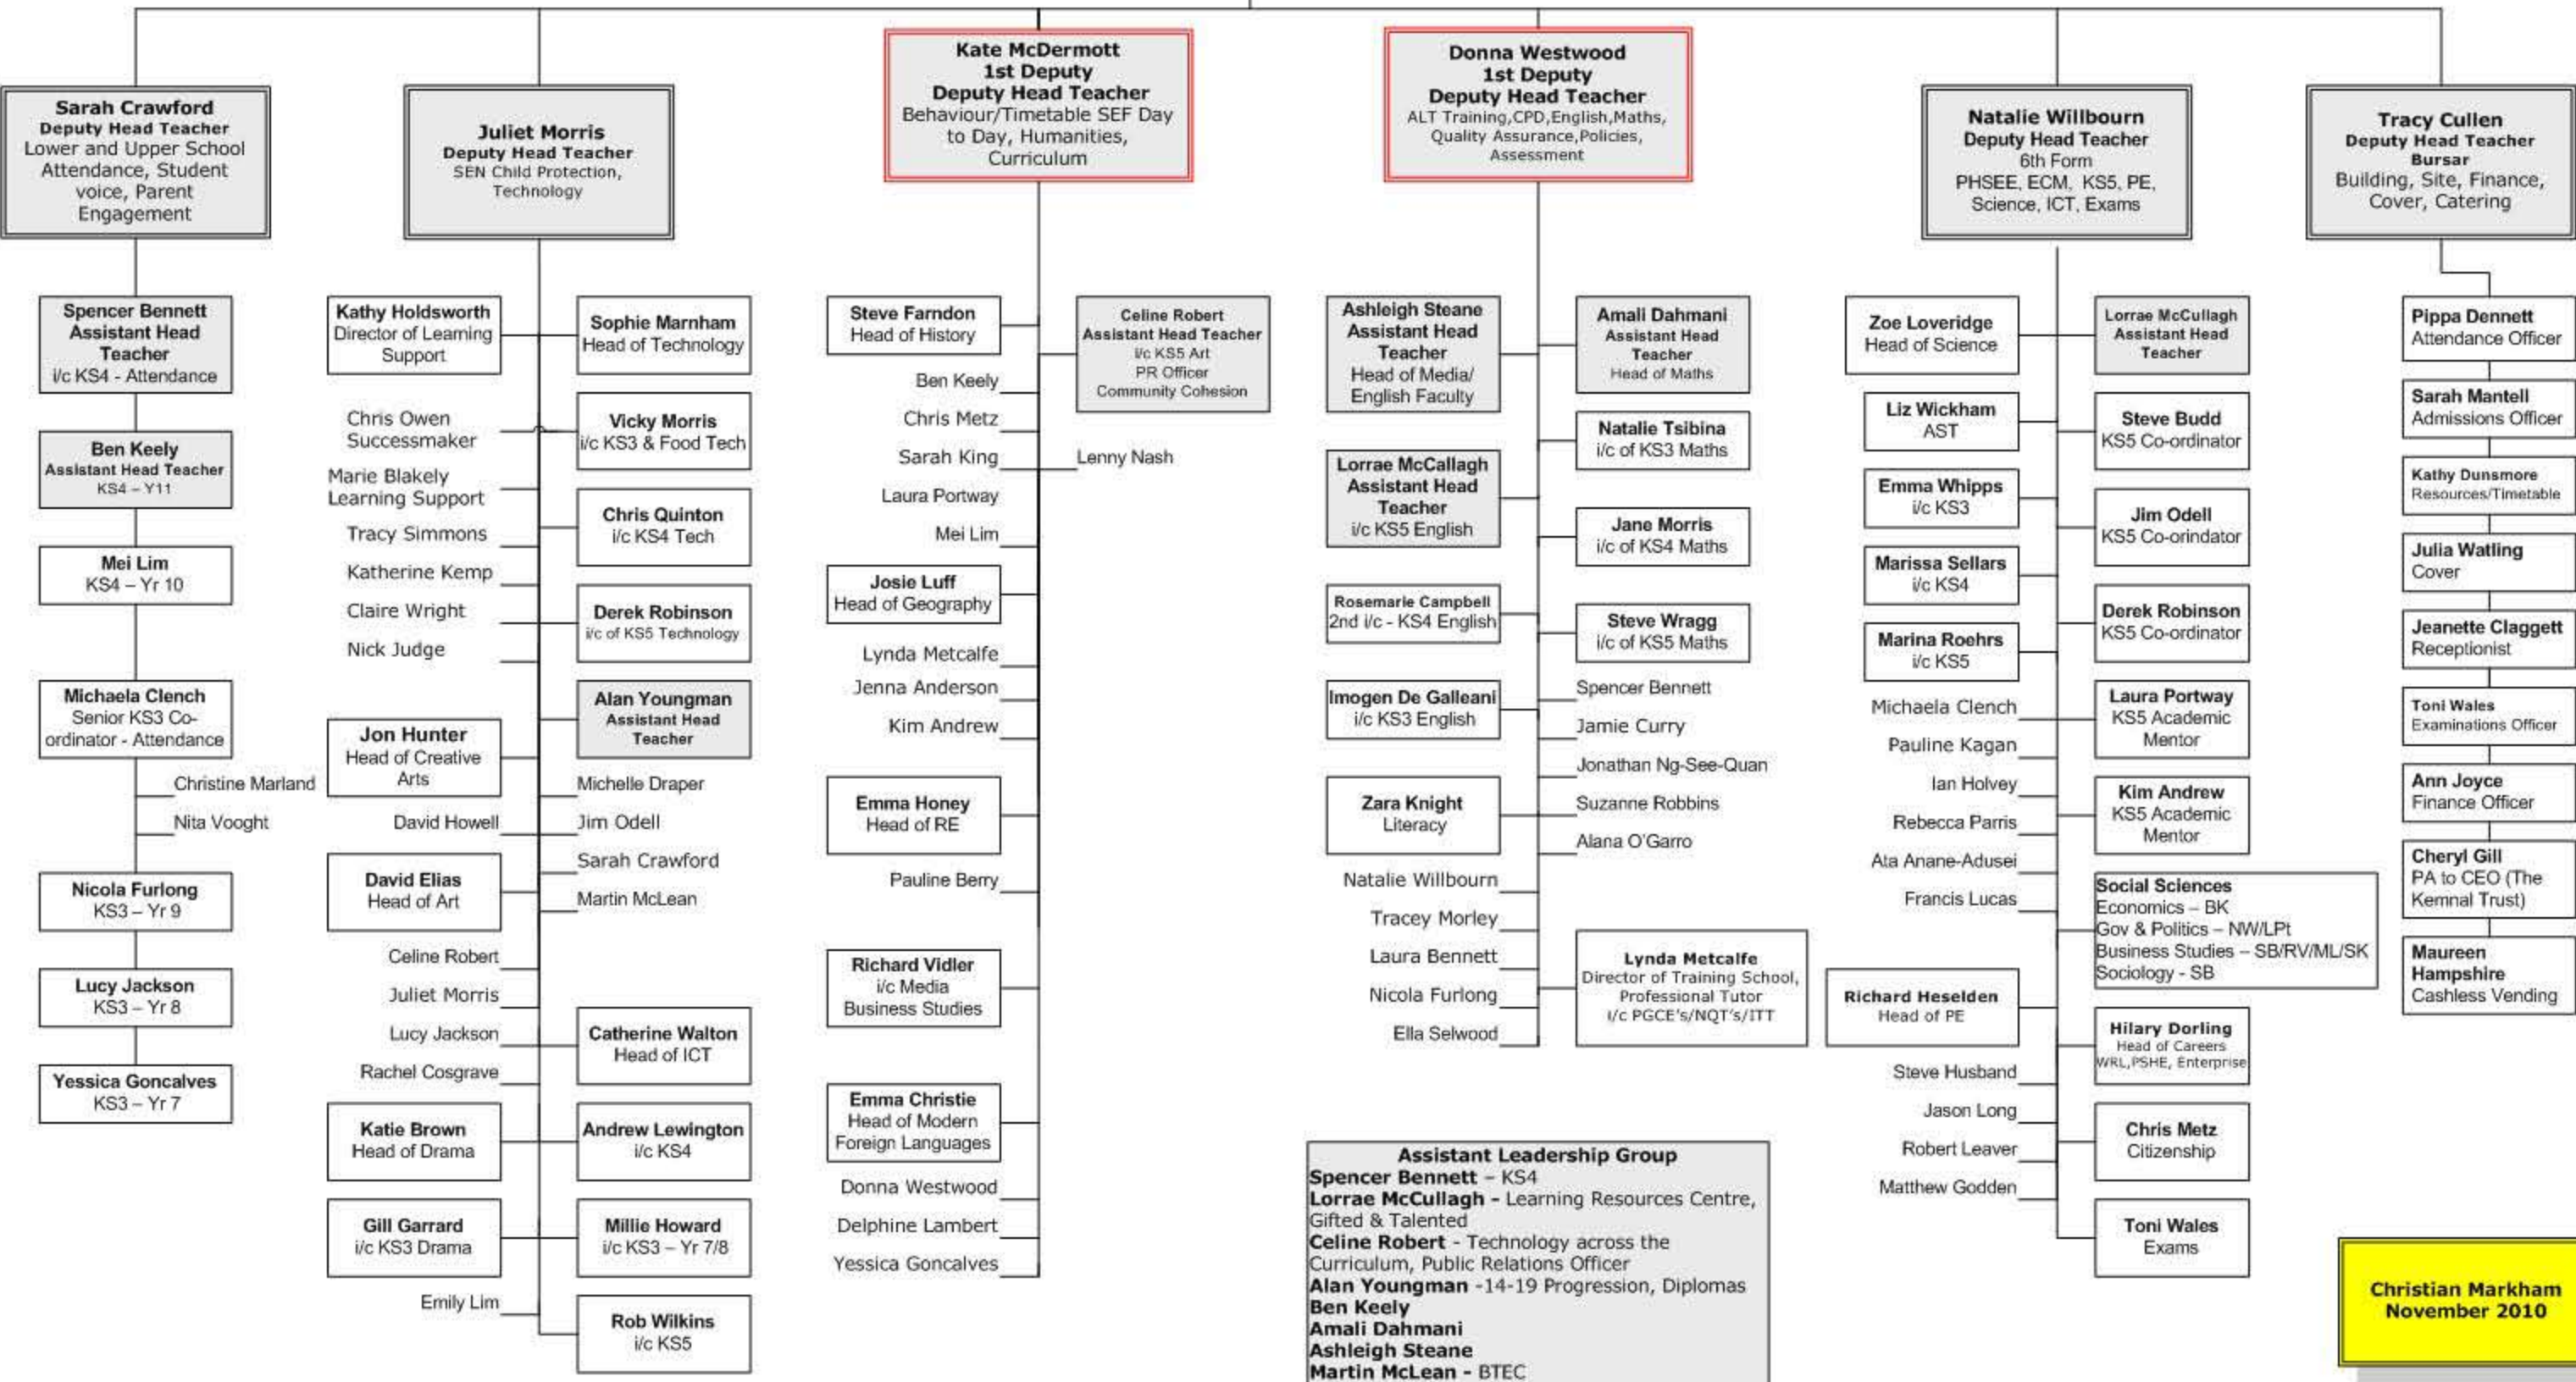 Sarah Crawford
Deputy Head Teacher
Lower and Upper School
Attendance, Student
voice, Parent
Engagement
Spencer Bennett
Assistant Head
Teacher
i/c KS4 - Attendance
Ben Keely
Assistant Head Teacher
KS4 – Y11
Mei Lim
KS4 – Yr 10
Michaela Clench
Senior KS3 Co-
ordinator - Attendance
Christine Marland
Nita Vooght
Nicola Furlong
KS3 – Yr 9
Lucy Jackson
KS3 – Yr 8
Yessica Goncalves
KS3 – Yr 7
Juliet Morris
Deputy Head Teacher
SEN Child Protection,
Technology
Kathy Holdsworth
Director of Learning
Support
Chris Owen
Successmaker
Marie Blakely
Learning Support
Tracy Simmons
Katherine Kemp
Claire Wright
Nick Judge
Jon Hunter
Head of Creative
Arts
David Howell
David Elias
Head of Art
Celine Robert
Juliet Morris
Lucy Jackson
Rachel Cosgrave
Katie Brown
Head of Drama
Gill Garrard
i/c KS3 Drama
Emily Lim
Sophie Marnham
Head of Technology
Vicky Morris
i/c KS3 & Food Tech
Chris Quinton
i/c KS4 Tech
Derek Robinson
i/c of KS5 Technology
Alan Youngman
Assistant Head
Teacher
Michelle Draper
Jim Odell
Sarah Crawford
Martin McLean
Catherine Walton
Head of ICT
Andrew Lewington
i/c KS4
Millie Howard
i/c KS3 – Yr 7/8
Rob Wilkins
i/c KS5
Kate McDermott
1st Deputy
Deputy Head Teacher
Behaviour/Timetable SEF Day
to Day, Humanities,
Curriculum
Steve Farndon
Head of History
Ben Keely
Chris Metz
Sarah King
Laura Portway
Mei Lim
Josie Luff
Head of Geography
Lynda Metcalfe
Jenna Anderson
Kim Andrew
Emma Honey
Head of RE
Pauline Berry
Richard Vidler
i/c Media
Business Studies
Emma Christie
Head of Modern
Foreign Languages
Donna Westwood
Delphine Lambert
Yessica Goncalves
Celine Robert
Assistant Head Teacher
i/c KS5 Art
PR Officer
Community Cohesion
Lenny Nash
Donna Westwood
1st Deputy
Deputy Head Teacher
ALT Training,CPD,English,Maths,
Quality Assurance,Policies,
Assessment
Ashleigh Steane
Assistant Head
Teacher
Head of Media/
English Faculty
Lorrae McCallagh
Assistant Head
Teacher
i/c KS5 English
Rosemarie Campbell
2nd i/c - KS4 English
Imogen De Galleani
i/c KS3 English
Zara Knight
Literacy
Natalie Willbourn
Tracey Morley
Laura Bennett
Nicola Furlong
Ella Selwood
Amali Dahmani
Assistant Head
Teacher
Head of Maths
Natalie Tsibina
i/c of KS3 Maths
Jane Morris
i/c of KS4 Maths
Steve Wragg
i/c of KS5 Maths
Spencer Bennett
Jamie Curry
Jonathan Ng-See-Quan
Suzanne Robbins
Alana O'Garro
Lynda Metcalfe
Director of Training School,
Professional Tutor
i/c PGCE's/NQT's/ITT
Assistant Leadership Group
Spencer Bennett – KS4
Lorrae McCullagh - Learning Resources Centre,
Gifted & Talented
Celine Robert - Technology across the
Curriculum, Public Relations Officer
Alan Youngman -14-19 Progression, Diplomas
Ben Keely
Amali Dahmani
Ashleigh Steane
Martin McLean - BTEC
Natalie Willbourn
Deputy Head Teacher
6th Form
PHSEE, ECM, KS5, PE,
Science, ICT, Exams
Zoe Loveridge
Head of Science
Liz Wickham
AST
Emma Whipps
i/c KS3
Marissa Sellars
i/c KS4
Marina Roehrs
i/c KS5
Michaela Clench
Pauline Kagan
Ian Holvey
Rebecca Parris
Ata Anane-Adusei
Francis Lucas
Richard Heselden
Head of PE
Steve Husband
Jason Long
Robert Leaver
Matthew Godden
Lorrae McCullagh
Assistant Head
Teacher
Steve Budd
KS5 Co-ordinator
Jim Odell
KS5 Co-orindator
Derek Robinson
KS5 Co-ordinator
Laura Portway
KS5 Academic
Mentor
Kim Andrew
KS5 Academic
Mentor
Social Sciences
Economics – BK
Gov & Politics – NW/LPt
Business Studies – SB/RV/ML/SK
Sociology - SB
Hilary Dorling
Head of Careers
WRL,PSHE, Enterprise
Chris Metz
Citizenship
Toni Wales
Exams
Tracy Cullen
Deputy Head Teacher
Bursar
Building, Site, Finance,
Cover, Catering
Pippa Dennett
Attendance Officer
Sarah Mantell
Admissions Officer
Kathy Dunsmore
Resources/Timetable
Julia Watling
Cover
Jeanette Claggett
Receptionist
Toni Wales
Examinations Officer
Ann Joyce
Finance Officer
Cheryl Gill
PA to CEO (The
Kemnal Trust)
Maureen
Hampshire
Cashless Vending
Christian Markham
November 2010